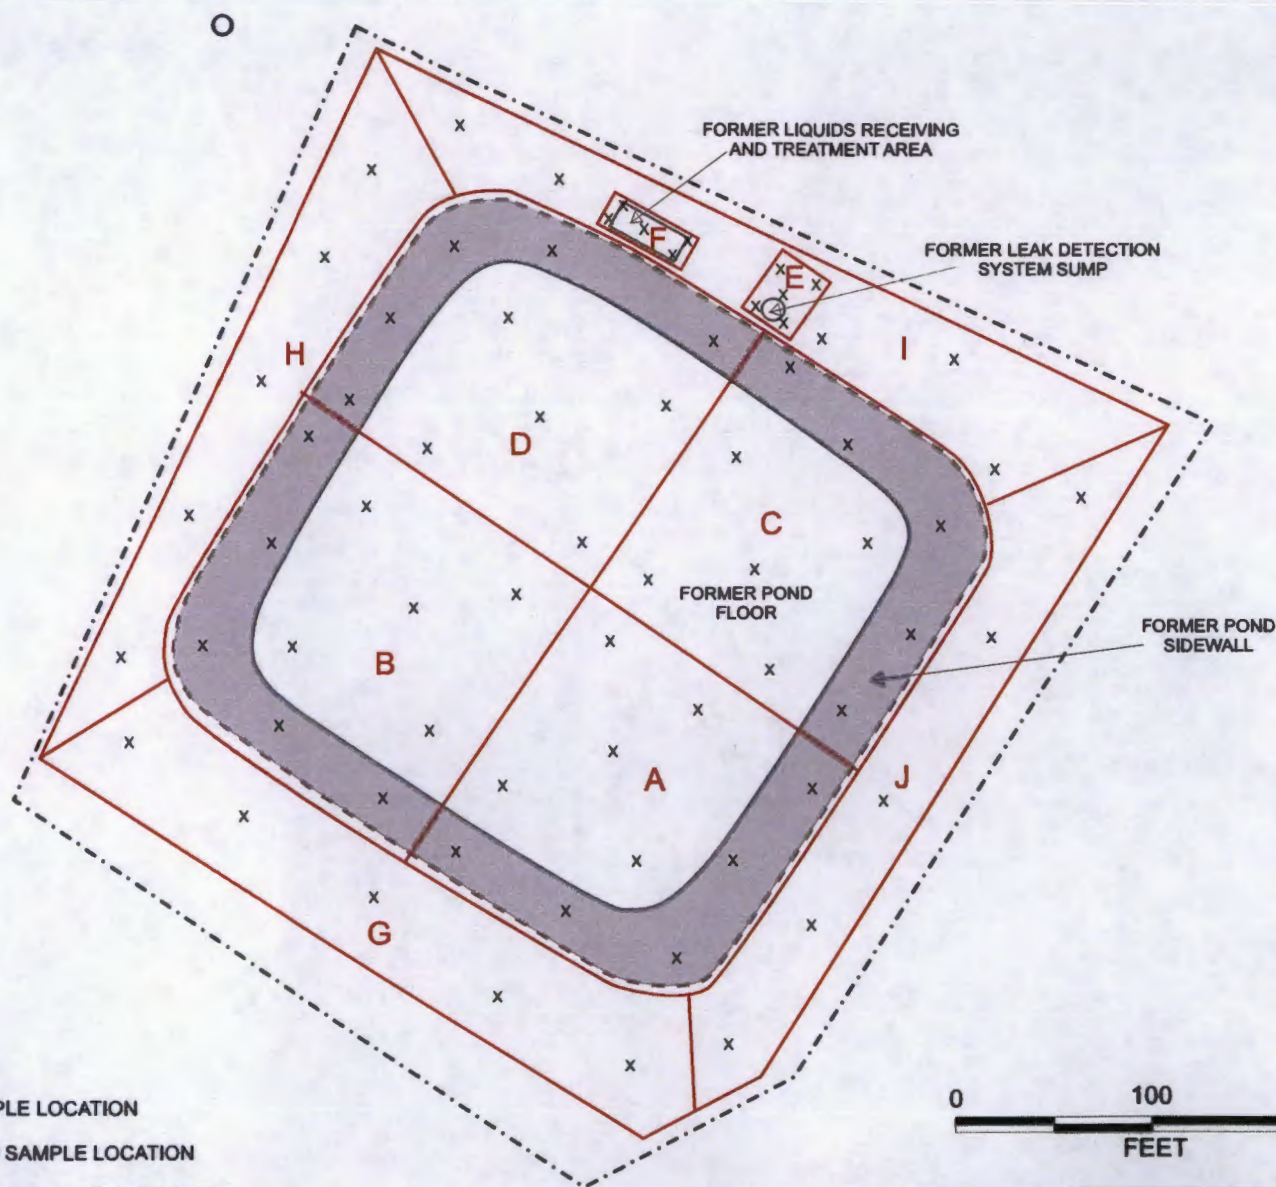 O
FORMER LIQUIDS RECEIVING
AND TREATMENT AREA
F
FORMER LEAK DETECTION
SYSTEM SUMP
E
I
H
D
C
FORMER POND
FLOOR
FORMER POND
SIDEWALL
B
A
J
G
LOCATION
SAMPLE LOCATION
0 100
FEET